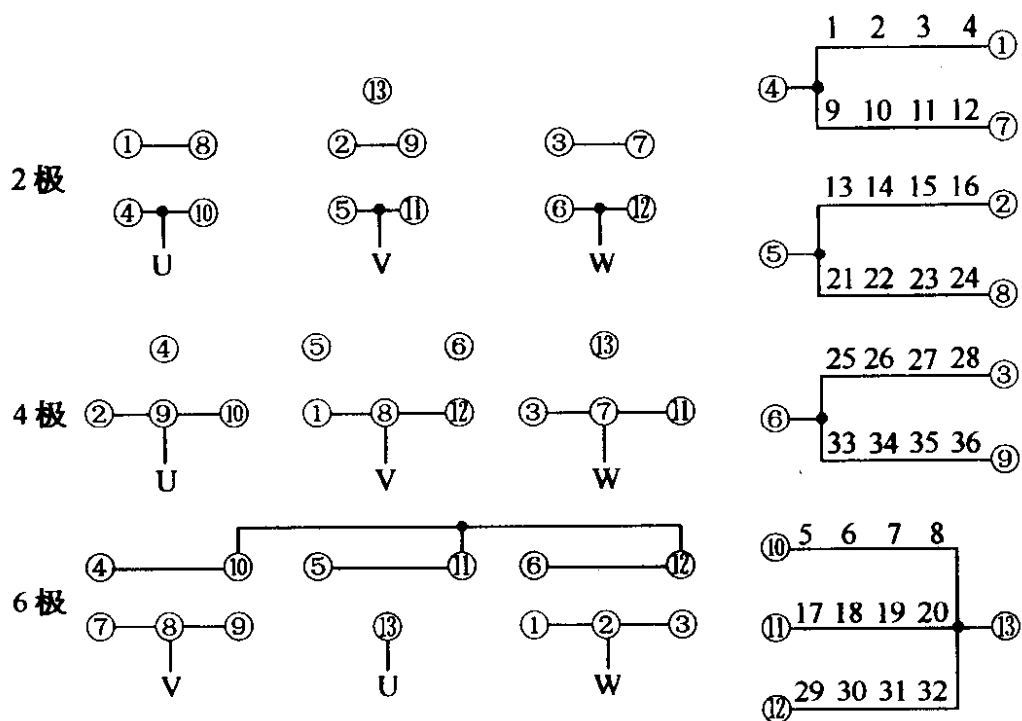 2极
⑬
① ⑧ ② ⑨ ③ ⑦
④ ⑩ ⑤ ⑪ ⑥ ⑫
U V W
4极
④ ⑤ ⑥ ⑬
② ⑨ ⑩ ① ⑧ ⑫ ③ ⑦ ⑪
U V W
6极
④ ⑩ ⑤ ⑪ ⑥ ⑫
⑦ ⑧ ⑨ ⑬ ① ② ③
V U W
1 2 3 4 ①
④
9 10 11 12 ⑦
13 14 15 16 ②
⑤
21 22 23 24 ⑧
25 26 27 28 ③
⑥
33 34 35 36 ⑨
⑩ 5 6 7 8
⑪ 17 18 19 20 ⑬
⑫ 29 30 31 32